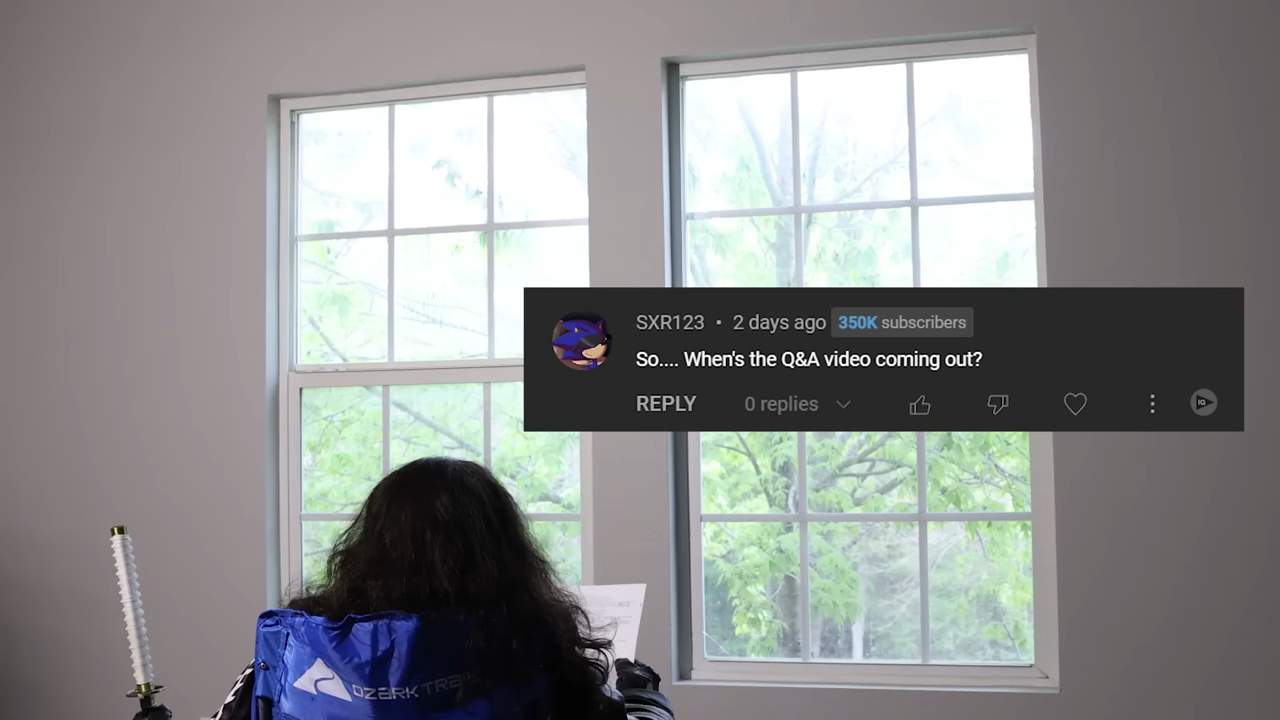 SXR123 • 2 days ago 350K subscribers
So.... When's the Q&A video coming out?
REPLY 0 replies
OZARK TRAIL